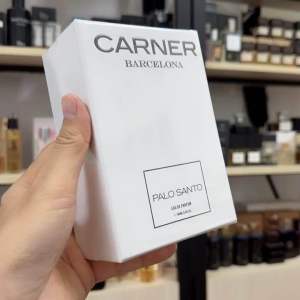 CARNER
BARCELONA
PALO SANTO
EAU DE PARFUM